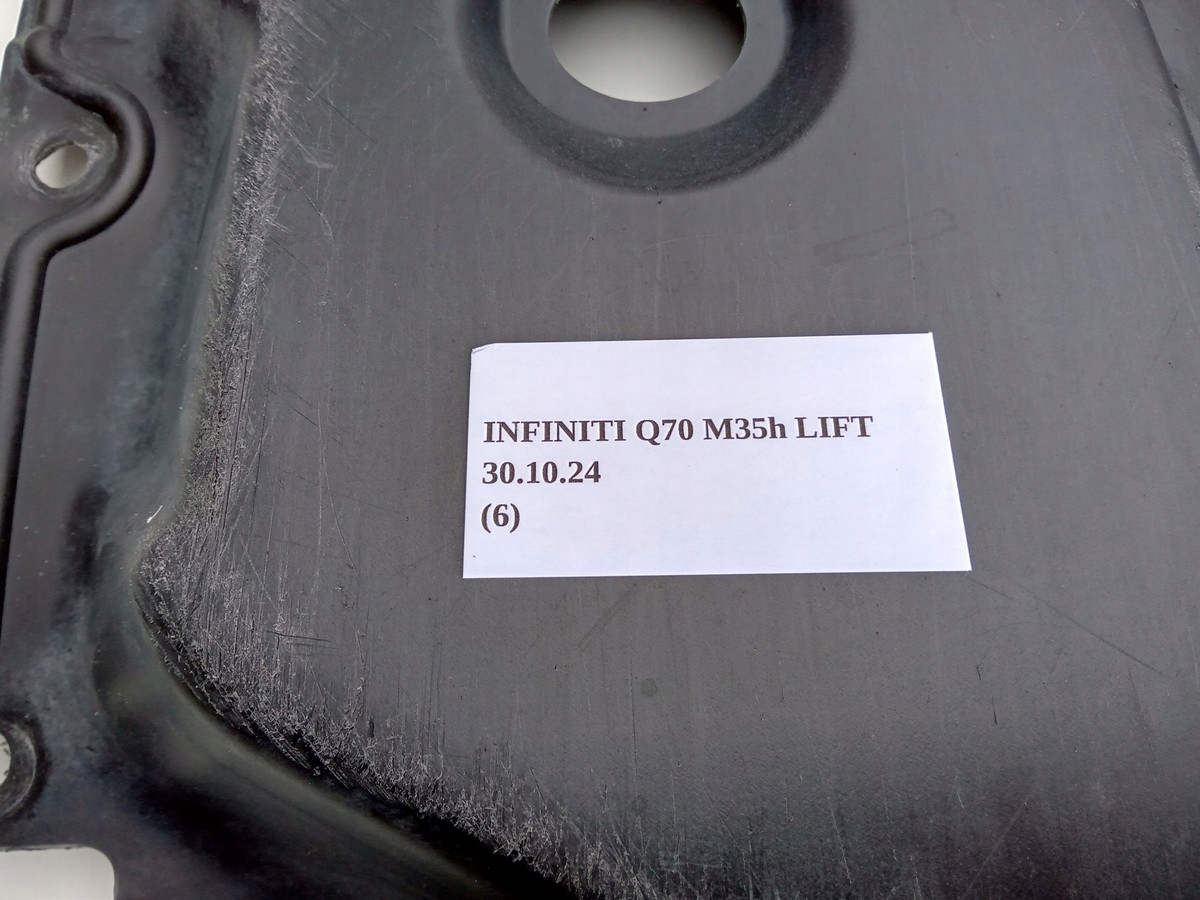 INFINITI Q70 M35h LIFT
30.10.24
(6)